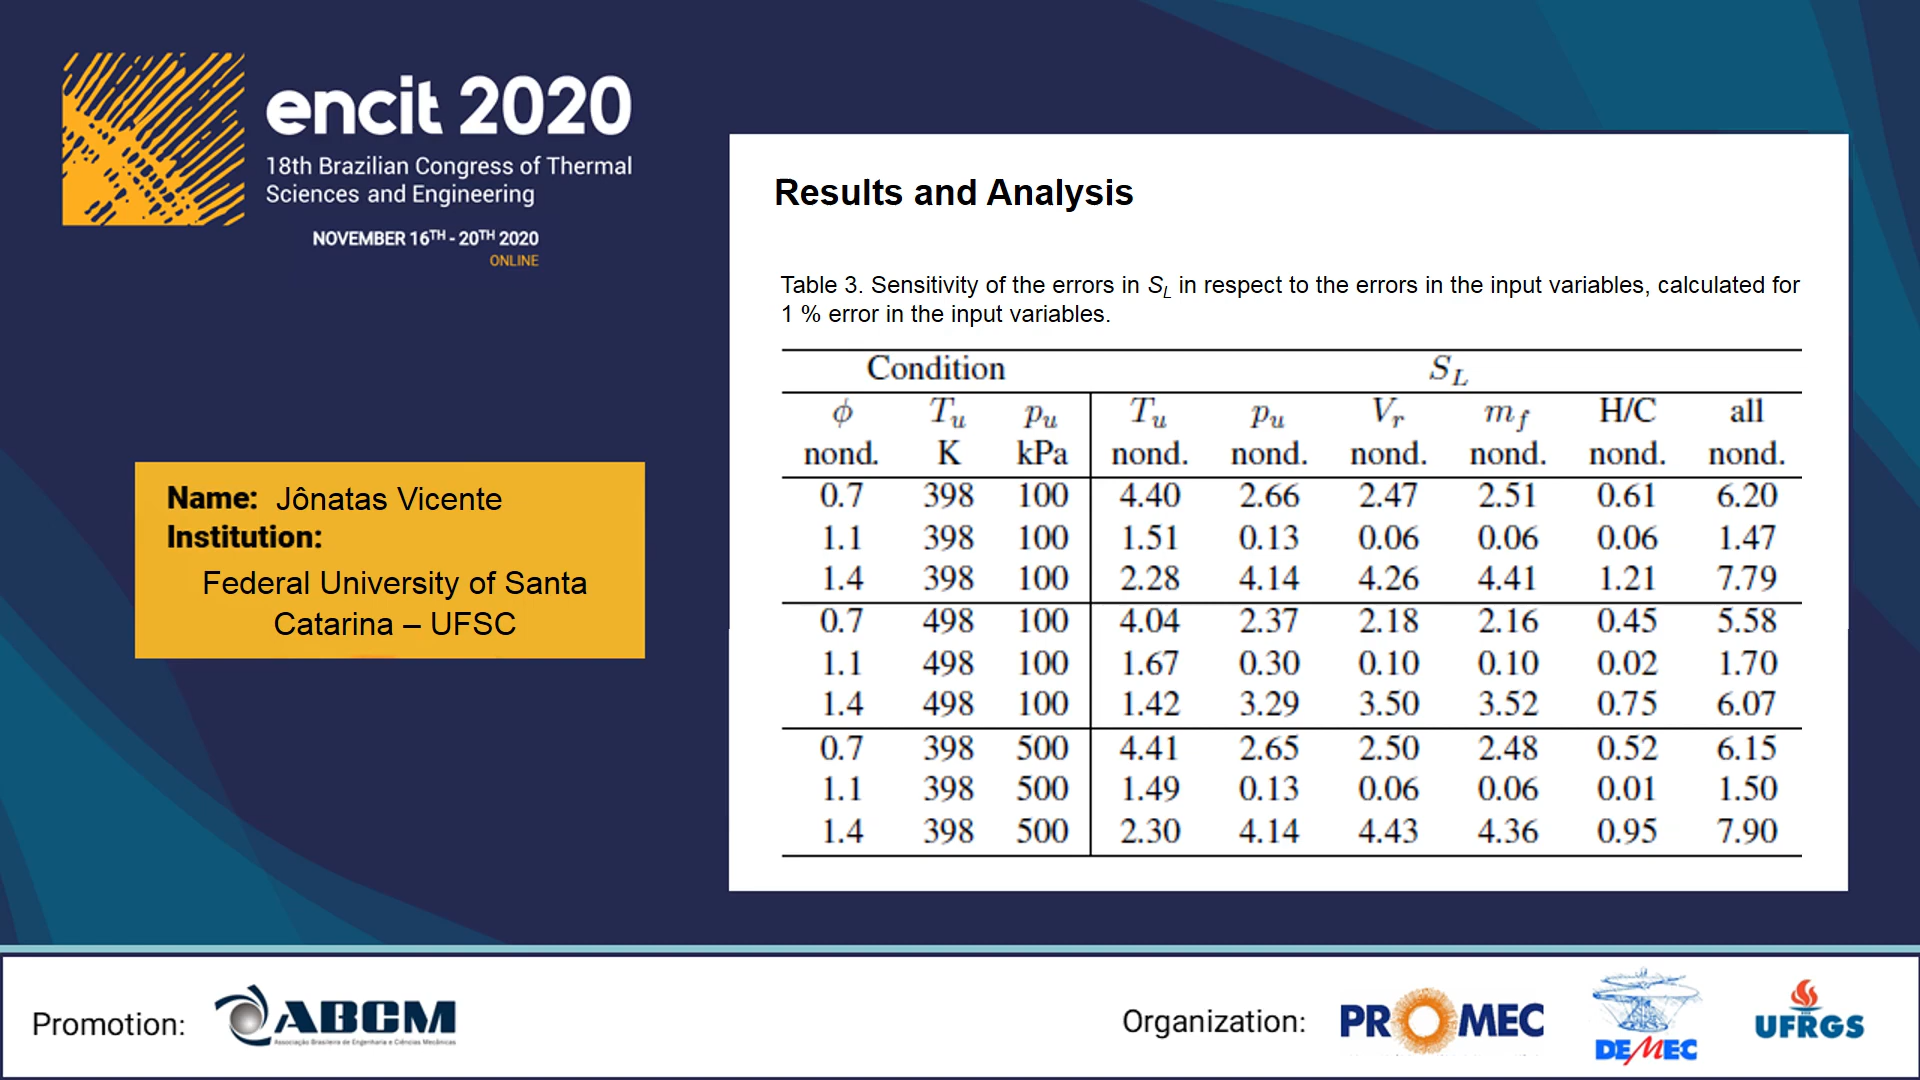 encit 2020
18th Brazilian Congress of Thermal
Sciences and Engineering
NOVEMBER 16TH - 20TH 2020
ONLINE
Name: Jônatas Vicente
Institution:
Federal University of Santa
Catarina – UFSC
Results and Analysis
Table 3. Sensitivity of the errors in SL in respect to the errors in the input variables, calculated for
1 % error in the input variables.
Condition SL
ϕ Tu pu Tu pu Vr mf H/C all
nond. K kPa nond. nond. nond. nond. nond. nond.
0.7 398 100 4.40 2.66 2.47 2.51 0.61 6.20
1.1 398 100 1.51 0.13 0.06 0.06 0.06 1.47
1.4 398 100 2.28 4.14 4.26 4.41 1.21 7.79
0.7 498 100 4.04 2.37 2.18 2.16 0.45 5.58
1.1 498 100 1.67 0.30 0.10 0.10 0.02 1.70
1.4 498 100 1.42 3.29 3.50 3.52 0.75 6.07
0.7 398 500 4.41 2.65 2.50 2.48 0.52 6.15
1.1 398 500 1.49 0.13 0.06 0.06 0.01 1.50
1.4 398 500 2.30 4.14 4.43 4.36 0.95 7.90
Promotion:
ABCM
Associação Brasileira de Engenharia e Ciências Mecânicas
Organization:
PROMEC
DEMEC
UFRGS